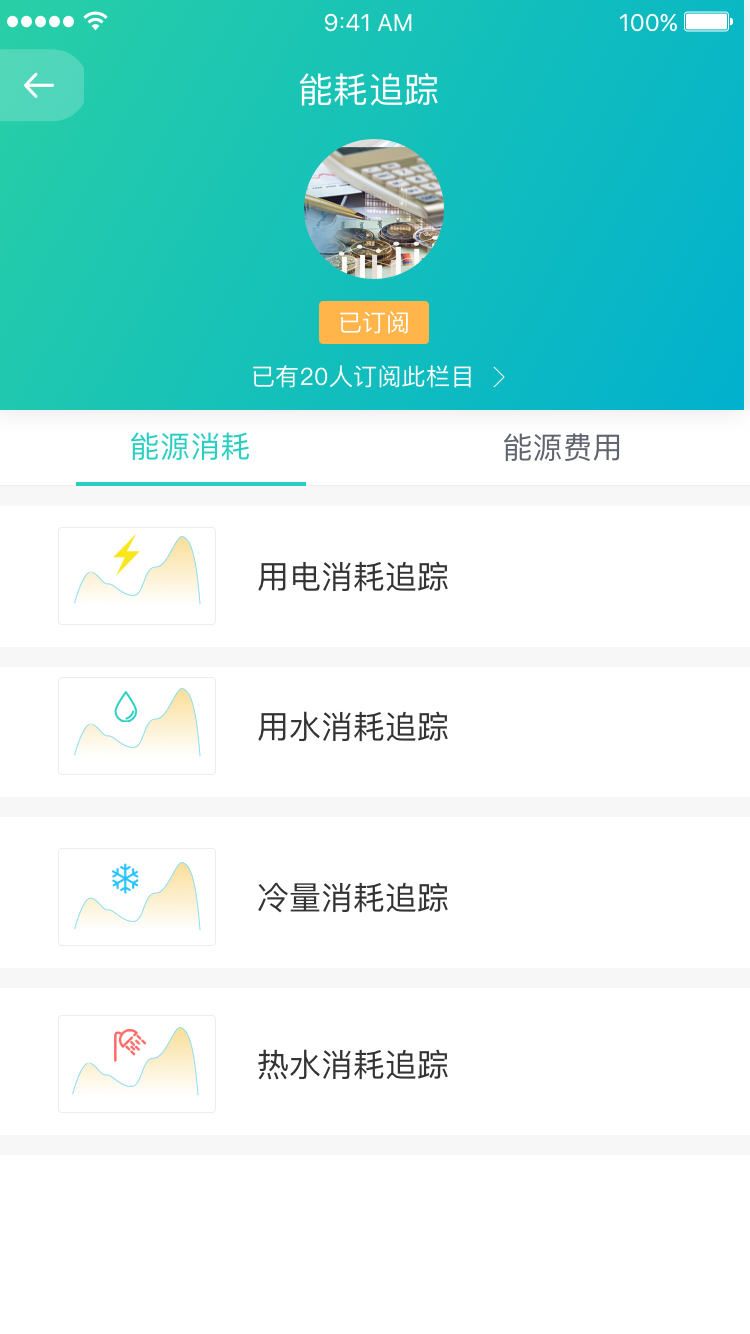 9:41 AM
100%
能耗追踪
已订阅
已有20人订阅此栏目
能源消耗
能源费用
用电消耗追踪
用水消耗追踪
冷量消耗追踪
热水消耗追踪